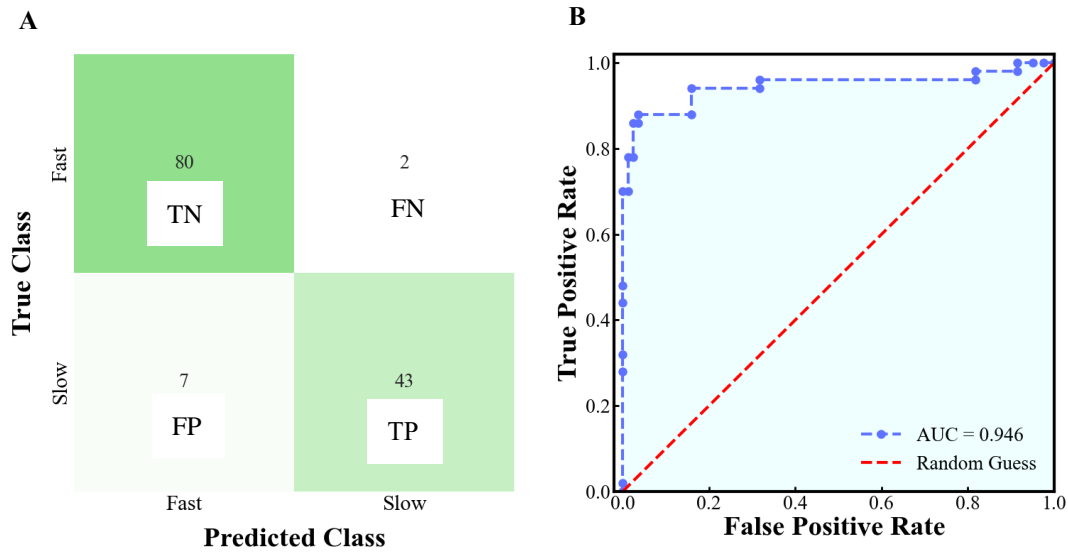 A
True Class
Fast
80
TN
2
FN
Slow
7
FP
43
TP
Fast
Slow
Predicted Class
B
True Positive Rate
1.0
0.8
0.6
0.4
0.2
0.0
0.0
0.2
0.4
0.6
0.8
1.0
AUC = 0.946
Random Guess
False Positive Rate